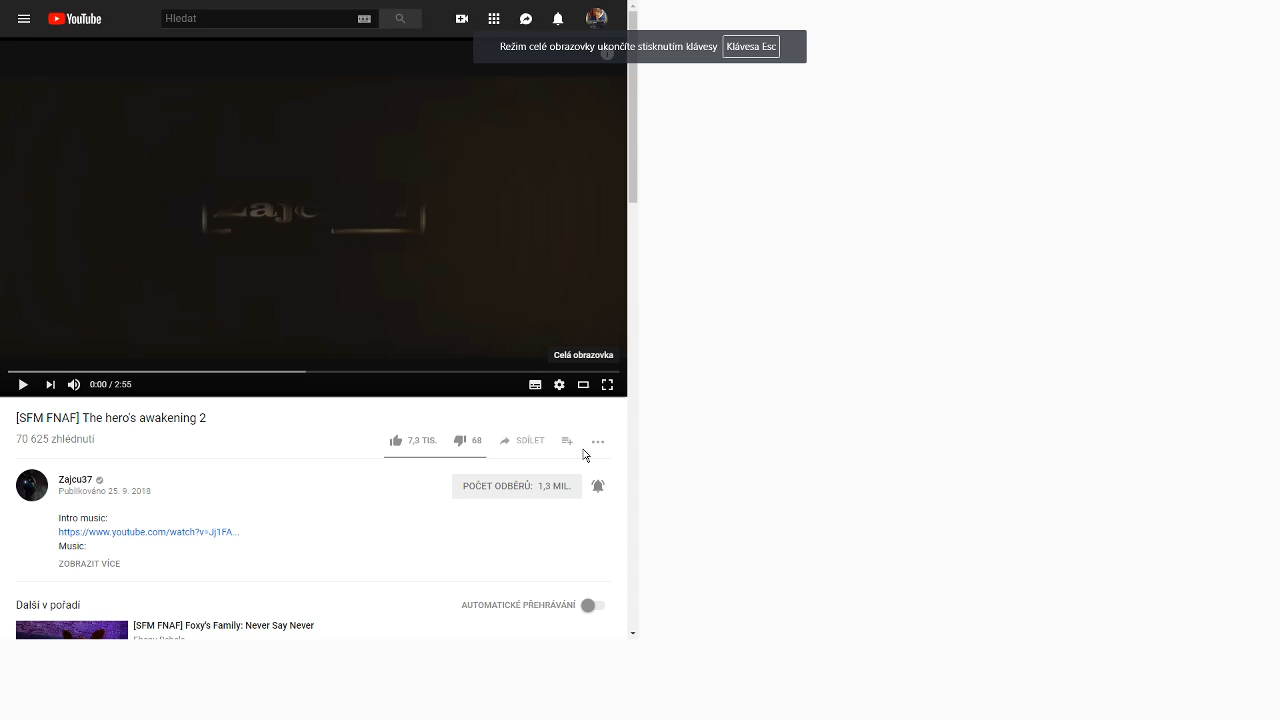 YouTube
Hledat
Režim celé obrazovky ukončíte stisknutím klávesy Klávesa Esc
Celá obrazovka
0:00 / 2:55
[SFM FNAF] The hero's awakening 2
70 625 zhlédnutí
7,3 TIS. 68 SDÍLET
Zajcu37
Publikováno 25. 9. 2018
POČET ODBĚRŮ: 1,3 MIL.
Intro music:
https://www.youtube.com/watch?v=Jj1FA...
Music:
ZOBRAZIT VÍCE
Další v pořadí
AUTOMATICKÉ PŘEHRÁVÁNÍ
[SFM FNAF] Foxy's Family: Never Say Never